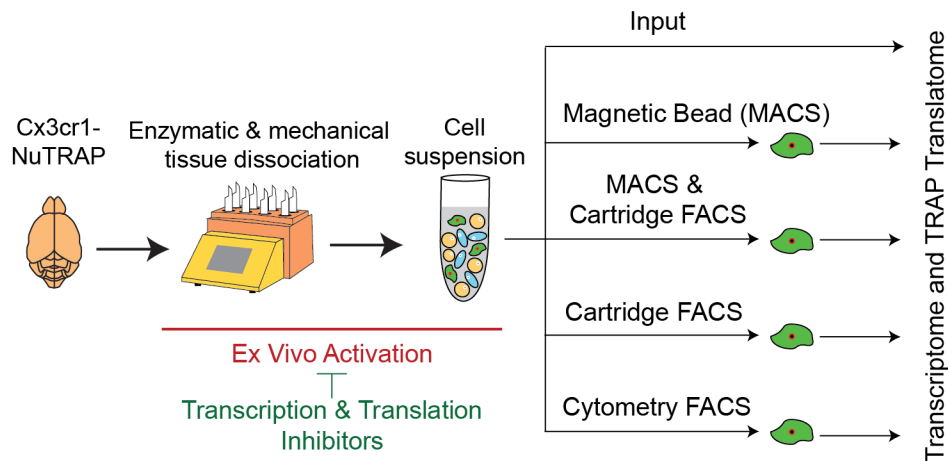 Cx3cr1-
NuTRAP
Enzymatic & mechanical
tissue dissociation
Cell
suspension
Ex Vivo Activation
Transcription & Translation
Inhibitors
Input
Magnetic Bead (MACS)
MACS &
Cartridge FACS
Cartridge FACS
Cytometry FACS
Transcriptome and TRAP Translatome